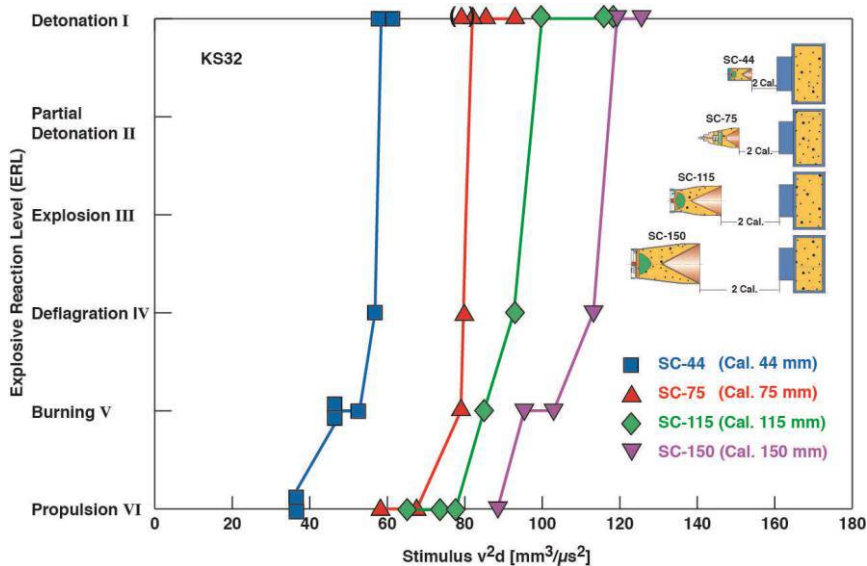 Detonation I
KS32
Partial
Detonation II
Explosion III
Deflagration IV
Burning V
Propulsion VI
Explosive Reaction Level (ERL)
( )
SC-44
2 Cal.
SC-75
2 Cal.
SC-115
2 Cal.
SC-150
2 Cal.
SC-44 (Cal. 44 mm)
SC-75 (Cal. 75 mm)
SC-115 (Cal. 115 mm)
SC-150 (Cal. 150 mm)
0 20 40 60 80 100 120 140 160 180
Stimulus v²d [mm³/µs²]